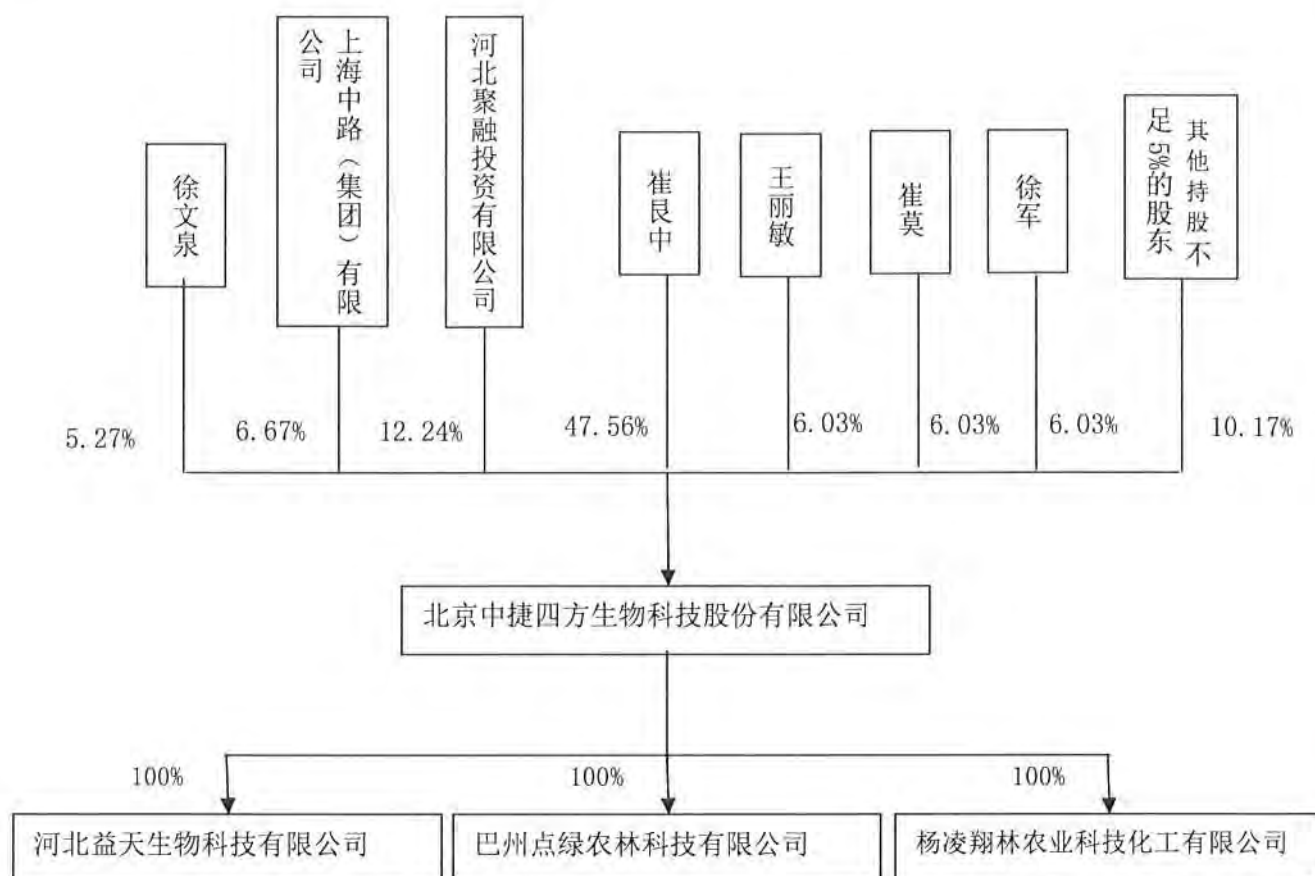 徐文泉
上海中路（集团）有限
公司
河北聚融投资有限公司
崔艮中
王丽敏
崔莫
徐军
其他持股不
足 5%的股东
5.27%
6.67%
12.24%
47.56%
6.03%
6.03%
6.03%
10.17%
北京中捷四方生物科技股份有限公司
100%
100%
100%
河北益天生物科技有限公司
巴州点绿农林科技有限公司
杨凌翔林农业科技化工有限公司